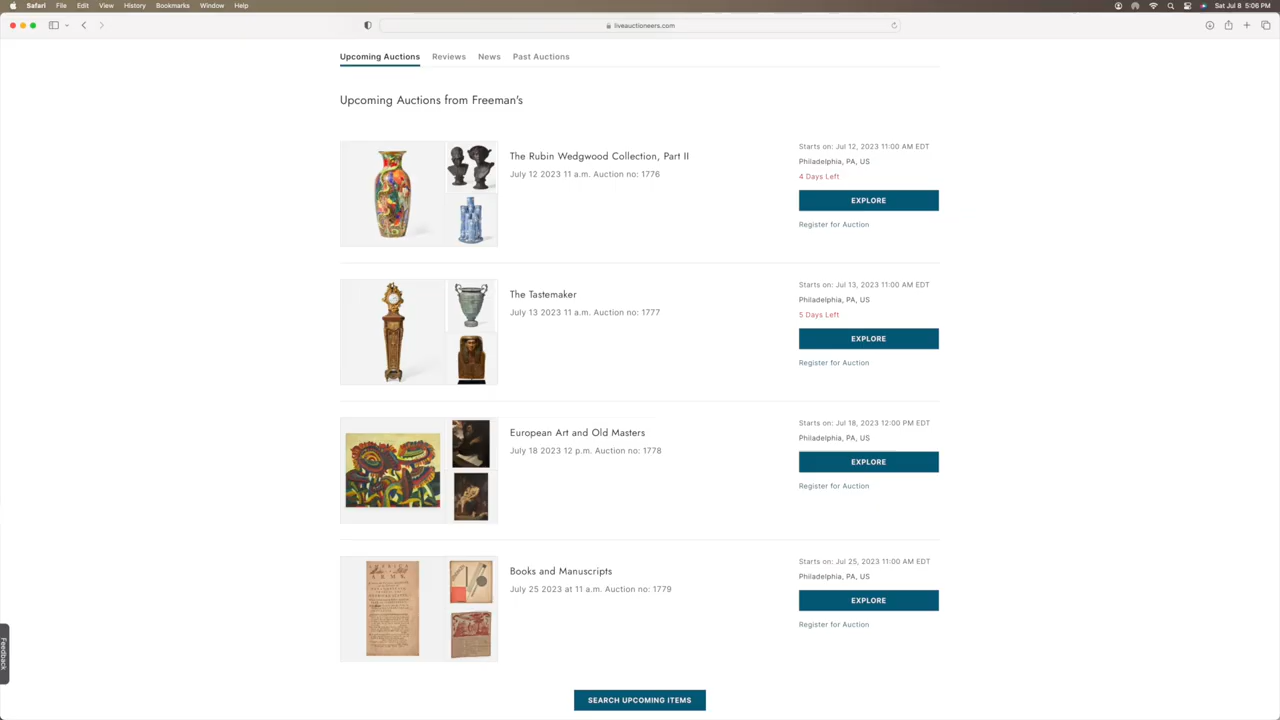 Safari File Edit View History Bookmarks Window Help Sat Jul 8 5:06 PM
liveauctioneers.com
Upcoming Auctions Reviews News Past Auctions
Upcoming Auctions from Freeman's
The Rubin Wedgwood Collection, Part II
July 12 2023 11 a.m. Auction no: 1776
Starts on: Jul 12, 2023 11:00 AM EDT
Philadelphia, PA, US
4 Days Left
EXPLORE
Register for Auction
The Tastemaker
July 13 2023 11 a.m. Auction no: 1777
Starts on: Jul 13, 2023 11:00 AM EDT
Philadelphia, PA, US
5 Days Left
EXPLORE
Register for Auction
European Art and Old Masters
July 18 2023 12 p.m. Auction no: 1778
Starts on: Jul 18, 2023 12:00 PM EDT
Philadelphia, PA, US
EXPLORE
Register for Auction
Books and Manuscripts
July 25 2023 at 11 a.m. Auction no: 1779
Starts on: Jul 25, 2023 11:00 AM EDT
Philadelphia, PA, US
EXPLORE
Register for Auction
ARMY,
Feedback
SEARCH UPCOMING ITEMS